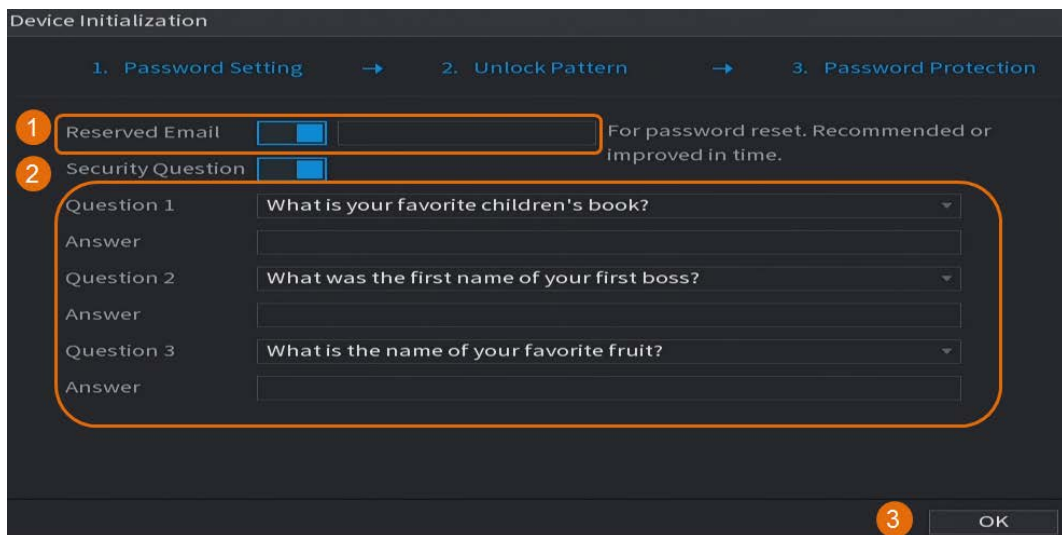 Device Initialization
1. Password Setting → 2. Unlock Pattern → 3. Password Protection
1 Reserved Email For password reset. Recommended or
improved in time.
2 Security Question
Question 1 What is your favorite children's book?
Answer
Question 2 What was the first name of your first boss?
Answer
Question 3 What is the name of your favorite fruit?
Answer
3 OK